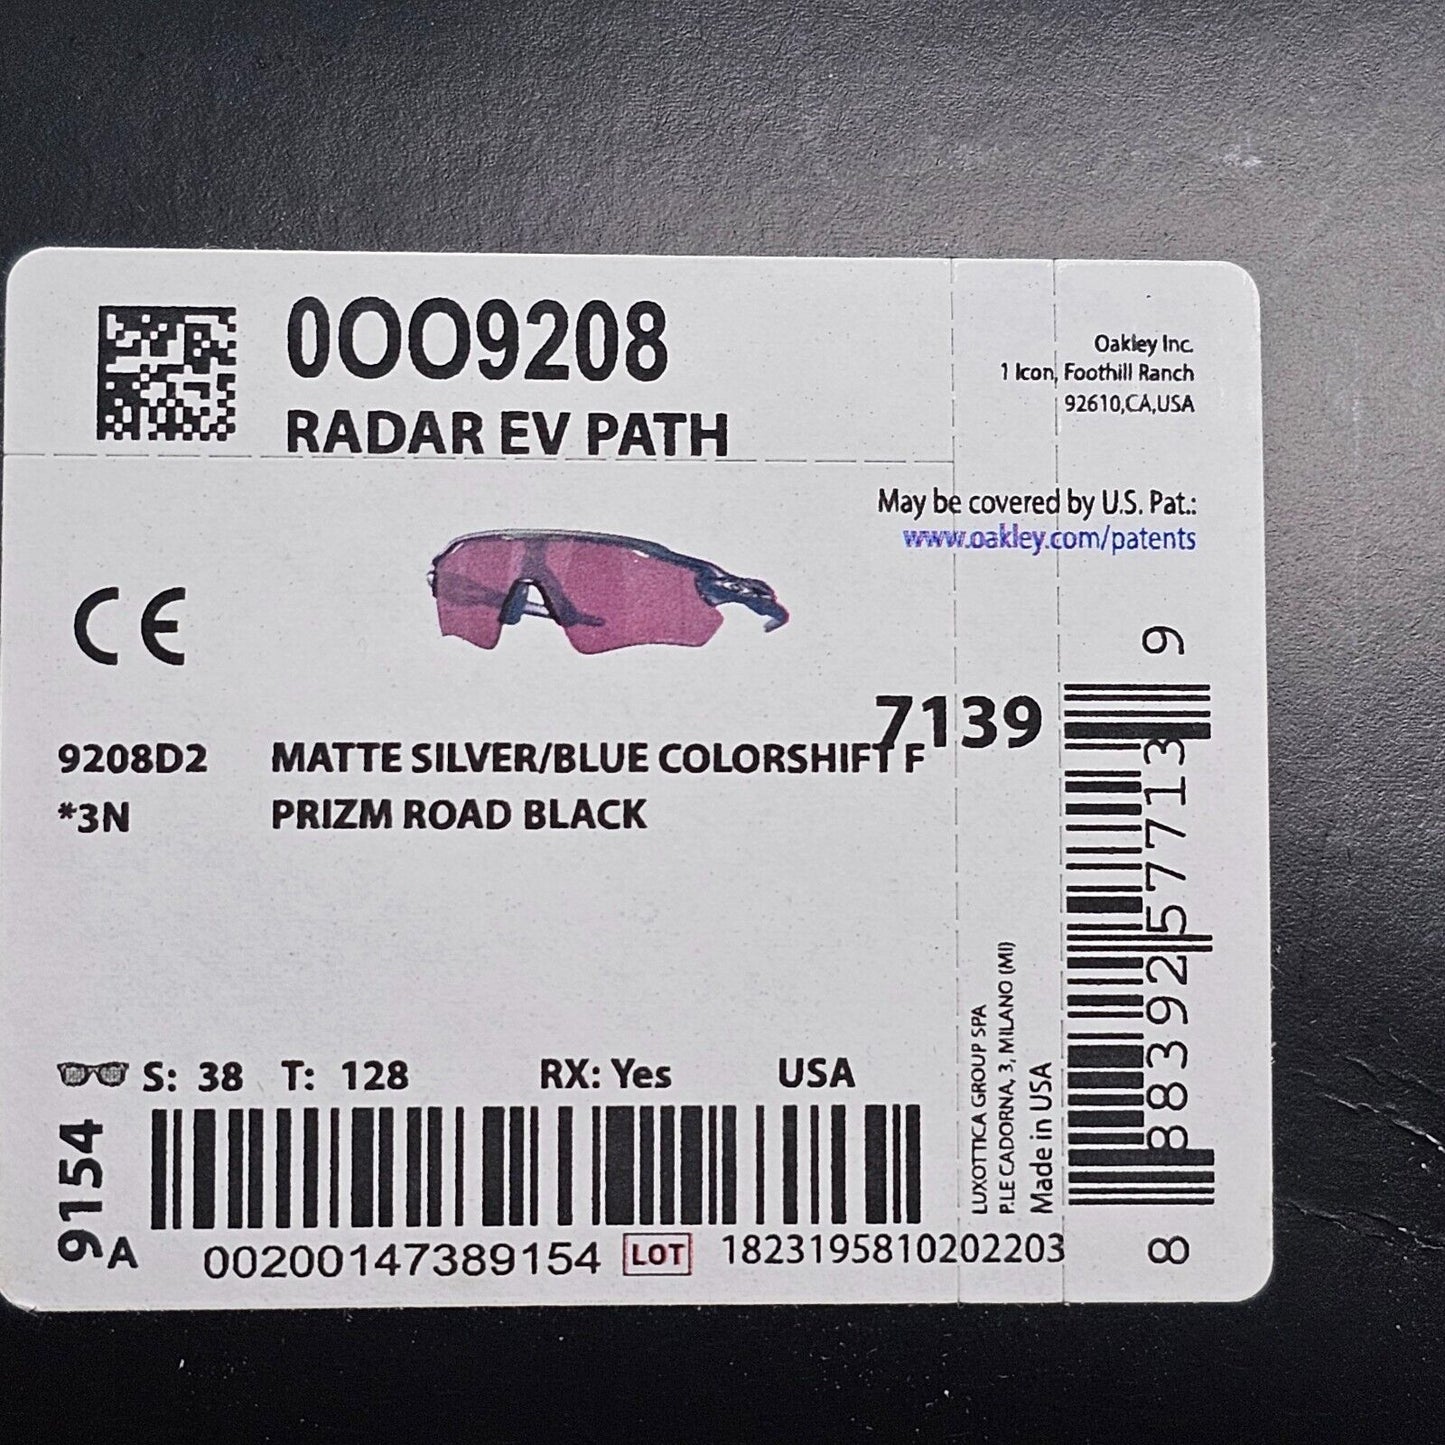 0OO9208
RADAR EV PATH
Oakley Inc.
1 Icon, Foothill Ranch
92610,CA,USA
May be covered by U.S. Pat.:
www.oakley.com/patents
CE
7139
9208D2 MATTE SILVER/BLUE COLORSHIFT F
*3N PRIZM ROAD BLACK
S: 38 T: 128 RX: Yes USA
9154
A
00200147389154 LOT 1823195810202203
LUXOTTICA GROUP SPA
P.LE CADORNA, 3, MILANO (MI)
Made in USA
8 883925 77139 9